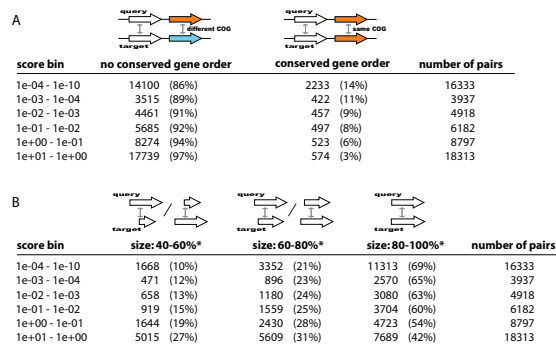 A
query
query
different COG
same COG
target
target
score bin no conserved gene order conserved gene order number of pairs
1e-04 - 1e-10 14100 (86%) 2233 (14%) 16333
1e-03 - 1e-04 3515 (89%) 422 (11%) 3937
1e-02 - 1e-03 4461 (91%) 457 (9%) 4918
1e-01 - 1e-02 5685 (92%) 497 (8%) 6182
1e+00 - 1e-01 8274 (94%) 523 (6%) 8797
1e+01 - 1e+00 17739 (97%) 574 (3%) 18313
B
query
query
query
/
/
target
target
target
score bin size: 40-60%* size: 60-80%* size: 80-100%* number of pairs
1e-04 - 1e-10 1668 (10%) 3352 (21%) 11313 (69%) 16333
1e-03 - 1e-04 471 (12%) 896 (23%) 2570 (65%) 3937
1e-02 - 1e-03 658 (13%) 1180 (24%) 3080 (63%) 4918
1e-01 - 1e-02 919 (15%) 1559 (25%) 3704 (60%) 6182
1e+00 - 1e-01 1644 (19%) 2430 (28%) 4723 (54%) 8797
1e+01 - 1e+00 5015 (27%) 5609 (31%) 7689 (42%) 18313